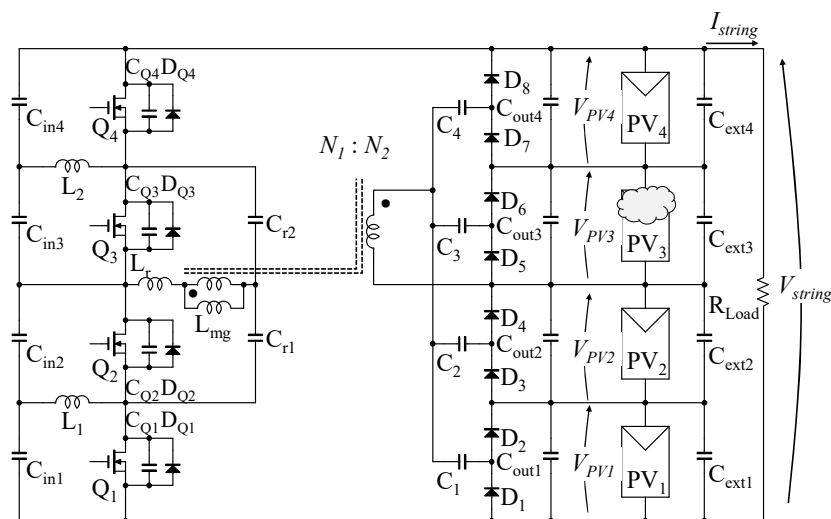 I_string
C_Q4 D_Q4
C_in4
Q_4
D_8
C_4
C_out4
D_7
V_PV4
PV_4
C_ext4
N_1 : N_2
L_2
C_Q3 D_Q3
C_in3
Q_3
C_r2
D_6
C_3
C_out3
D_5
V_PV3
PV_3
C_ext3
L_r
L_mg
R_Load
V_string
C_in2
Q_2
C_r1
D_4
C_2
C_out2
D_3
V_PV2
PV_2
C_ext2
C_Q2 D_Q2
L_1
C_Q1 D_Q1
C_in1
Q_1
D_2
C_1
C_out1
D_1
V_PV1
PV_1
C_ext1